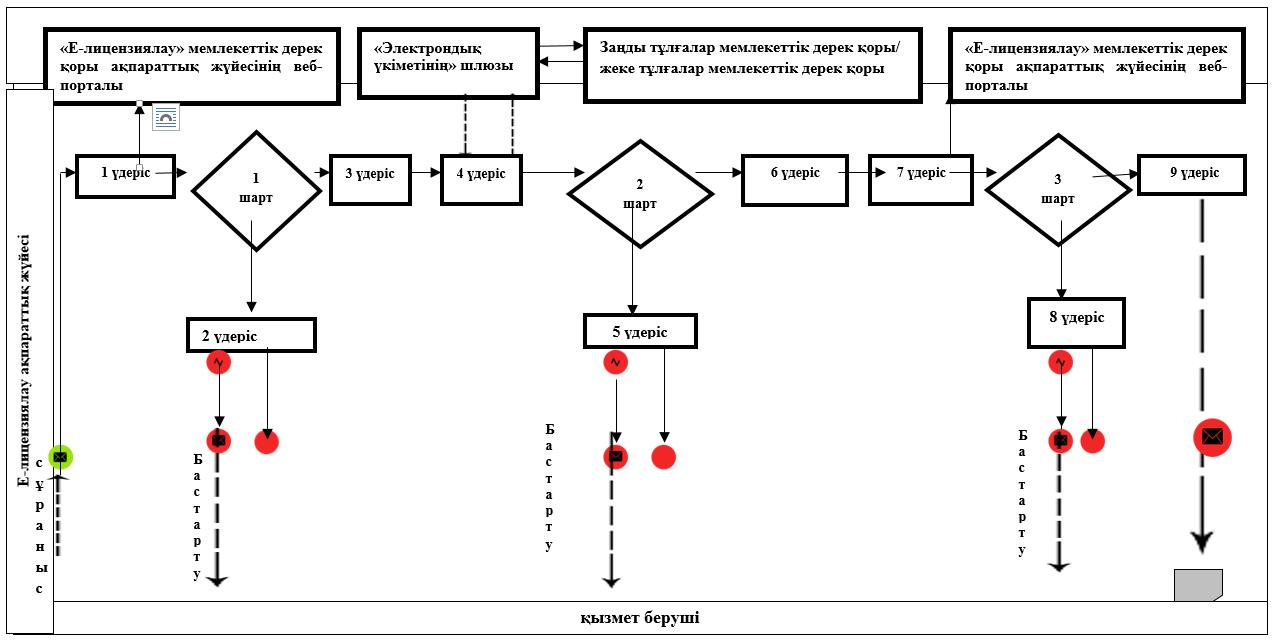 «Е-лицензиялау» мемлекеттік дерек
қоры ақпараттық жүйесінің веб-
порталы
«Электрондық
үкіметінің» шлюзы
Заңды тұлғалар мемлекеттік дерек қоры/
жеке тұлғалар мемлекеттік дерек қоры
«Е-лицензиялау» мемлекеттік дерек
қоры ақпараттық жүйесінің веб-
порталы
Е-лицензиялау ақпараттық жүйесі
1 үдеріс
1
шарт
3 үдеріс
4 үдеріс
2
шарт
6 үдеріс
7 үдеріс
3
шарт
9 үдеріс
2 үдеріс
5 үдеріс
8 үдеріс
сұраныс
Бастарту
Бастарту
Бастарту
қызмет беруші